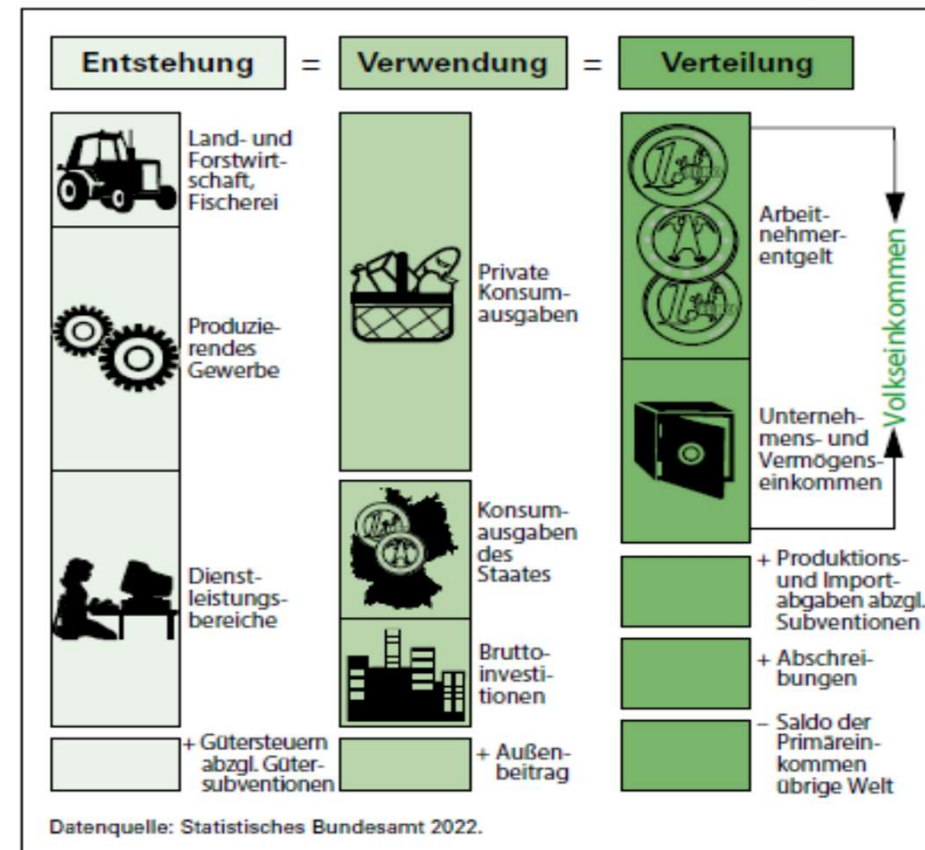 Entstehung = Verwendung = Verteilung
Land- und
Forstwirt-
schaft,
Fischerei
Produzie-
rendes
Gewerbe
Dienst-
leistungs-
bereiche
+ Gütersteuern
abzgl. Güter-
subventionen
Private
Konsum-
ausgaben
Konsum-
ausgaben
des
Staates
Brutto-
investi-
tionen
+ Außen-
beitrag
Arbeit-
nehmer-
entgelt
Unterneh-
mens- und
Vermögens-
einkommen
Volkseinkommen
+ Produktions-
und Import-
abgaben abzgl.
Subventionen
+ Abschrei-
bungen
– Saldo der
Primärein-
kommen
übrige Welt
Datenquelle: Statistisches Bundesamt 2022.